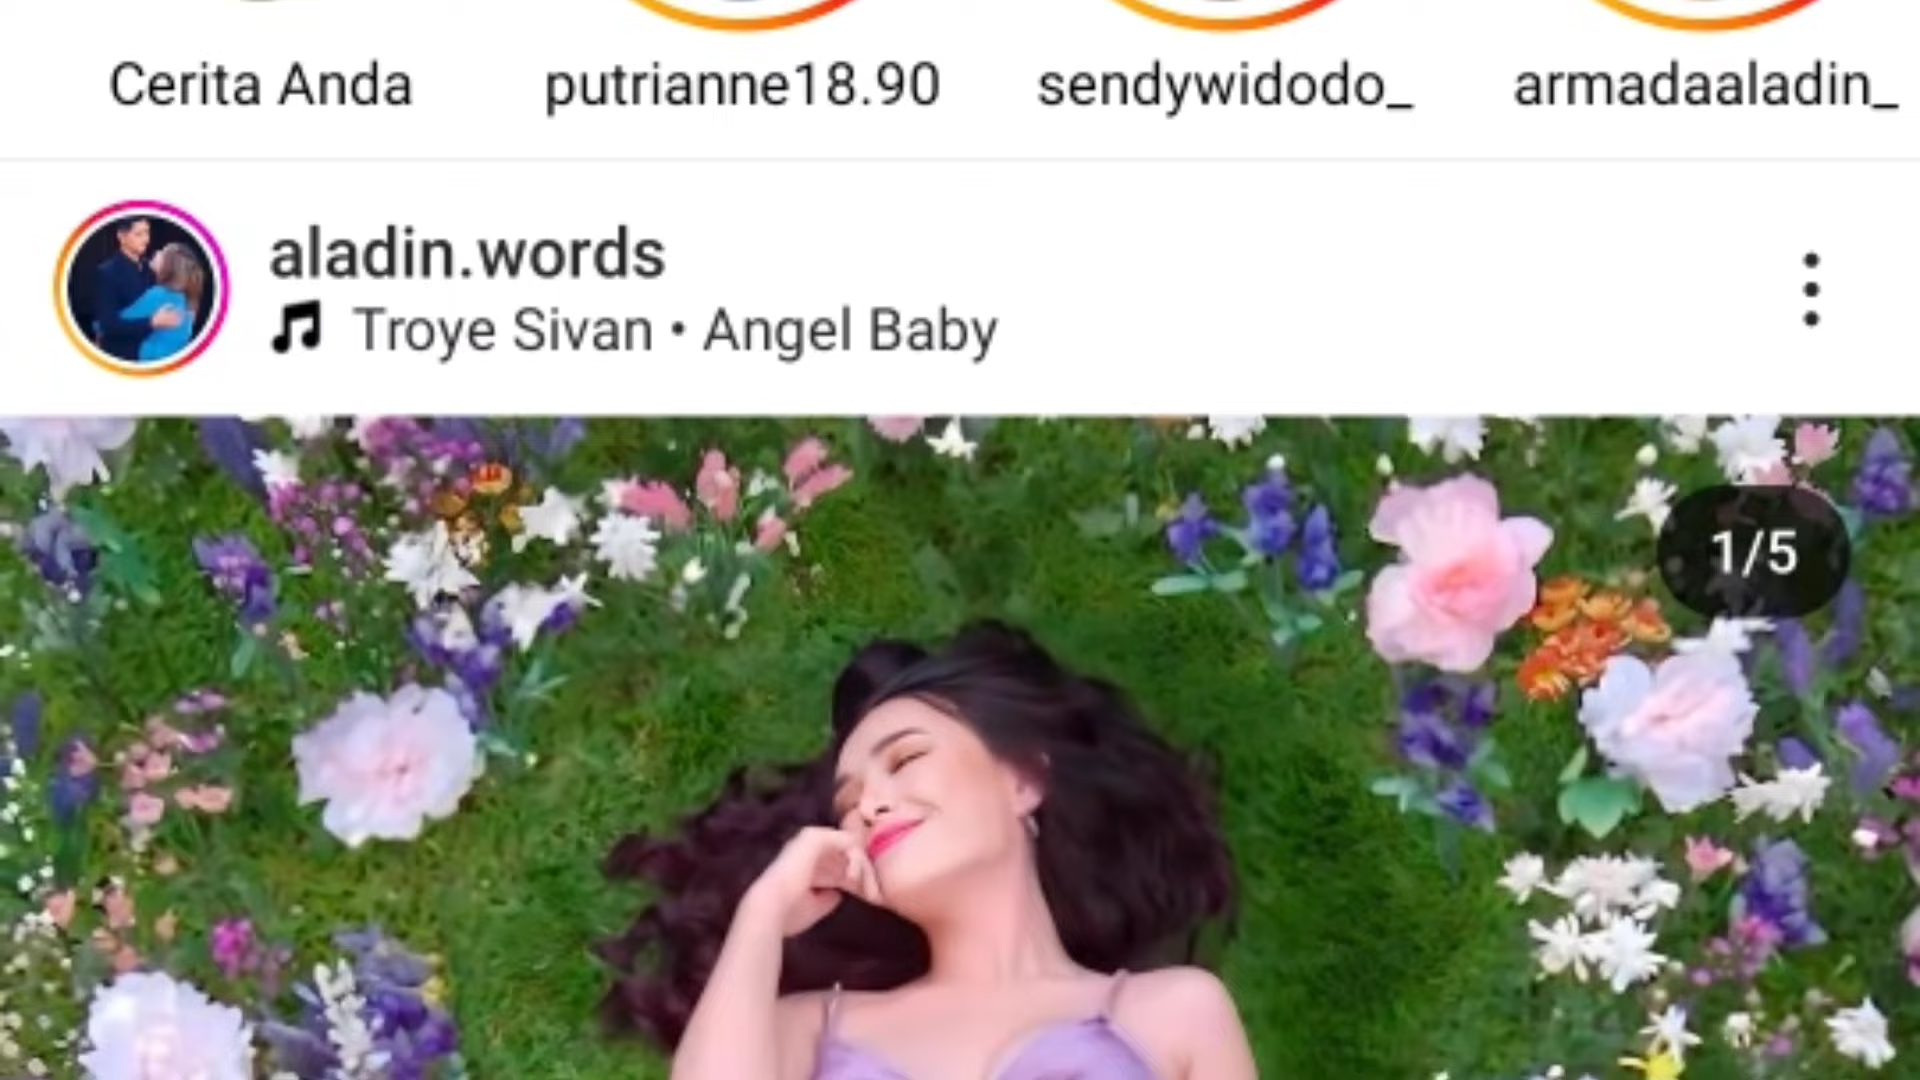 Cerita Anda putrianne18.90 sendywidodo_ armadaaladin_
aladin.words
Troye Sivan • Angel Baby
1/5